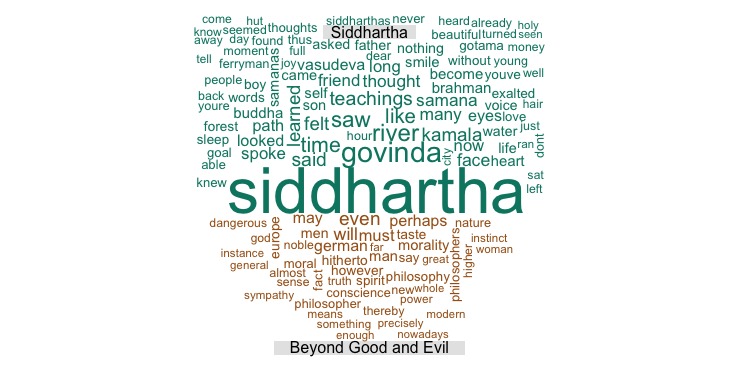 come hut siddharthas never heard already holy
know seemed thoughts Siddhartha beautiful turned seen
away day found thus asked father nothing gotama money
moment full dear without young
tell ferryman joy vasudeva long smile become youve well
people boy samanas came friend thought brahman exalted
back words self teachings samana voice hair
youre buddha learned son saw like many eyes love
forest path felt hour river kamala water just
sleep looked time now life ran dont
goal spoke said govinda city face heart
able sat
knew siddhartha left
dangerous may even perhaps nature
god europe men will must taste philosophers instinct
instance noble german far morality higher woman
general moral hitherto man say great
almost fact however philosophy
sense truth spirit new whole
sympathy conscience power
philosopher thereby
means modern
something precisely
enough nowadays
Beyond Good and Evil